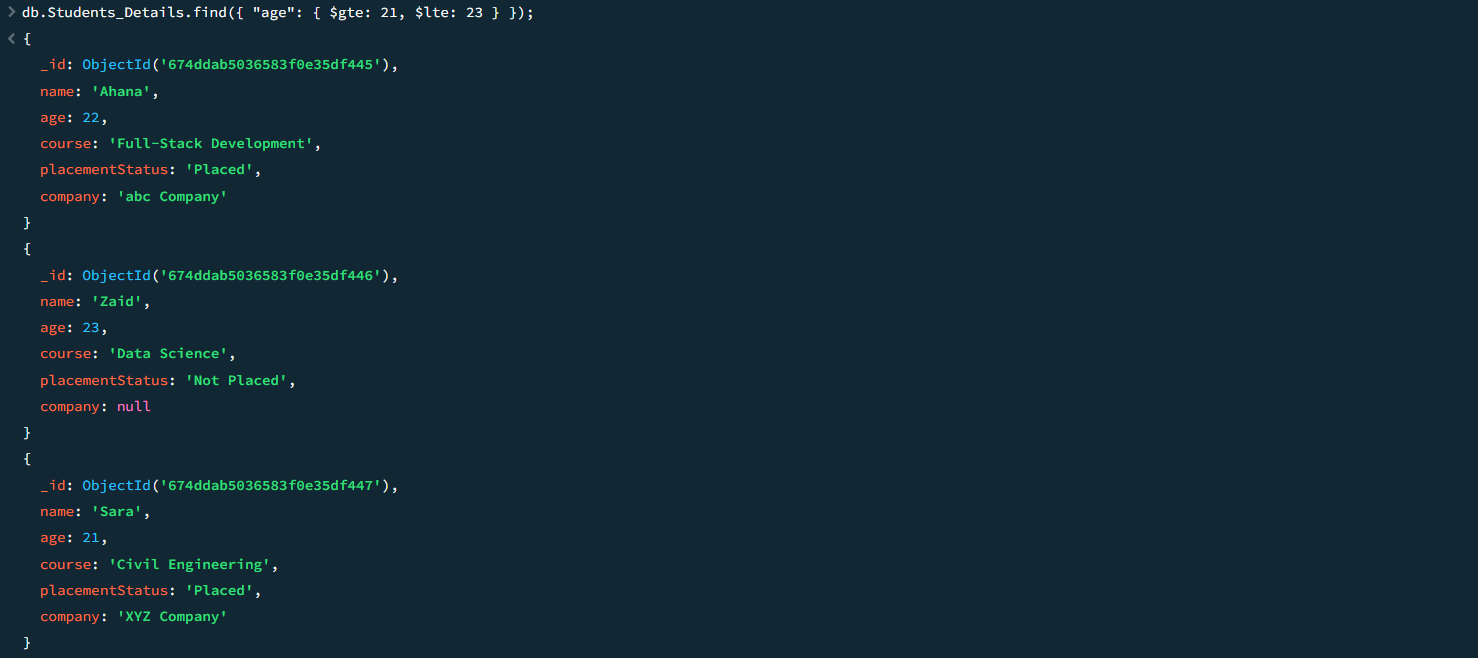 > db.Students_Details.find({ "age": { $gte: 21, $lte: 23 } });
< {
_id: ObjectId('674ddab5036583f0e35df445'),
name: 'Ahana',
age: 22,
course: 'Full-Stack Development',
placementStatus: 'Placed',
company: 'abc Company'
}
{
_id: ObjectId('674ddab5036583f0e35df446'),
name: 'Zaid',
age: 23,
course: 'Data Science',
placementStatus: 'Not Placed',
company: null
}
{
_id: ObjectId('674ddab5036583f0e35df447'),
name: 'Sara',
age: 21,
course: 'Civil Engineering',
placementStatus: 'Placed',
company: 'XYZ Company'
}